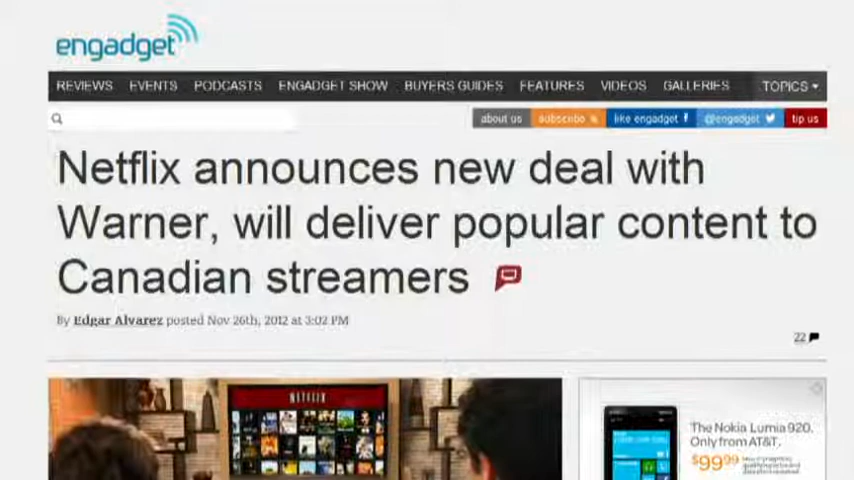 engadget
REVIEWS EVENTS PODCASTS ENGADGET SHOW BUYERS GUIDES FEATURES VIDEOS GALLERIES TOPICS
about us subscribe like engadget f @engadget tip us
Netflix announces new deal with
Warner, will deliver popular content to
Canadian streamers
By Edgar Alvarez posted Nov 26th, 2012 at 3:02 PM
22
NETFLIX
The Nokia Lumia 920.
Only from AT&T.
$99.99